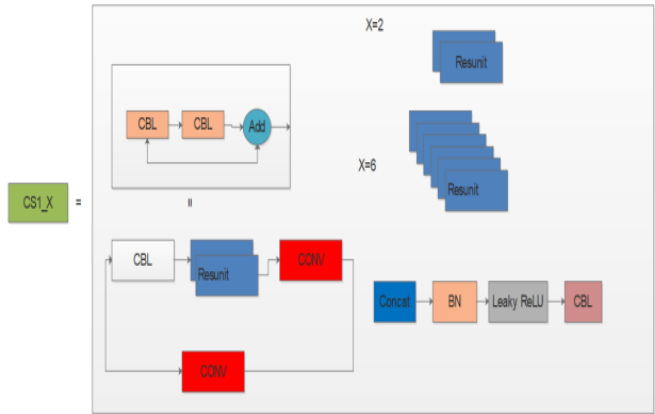 X=2
Resunit
CBL
CBL
Add
X=6
Resunit
CS1_X
=
=
CBL
Resunit
CONV
Concat
BN
Leaky ReLU
CBL
CONV